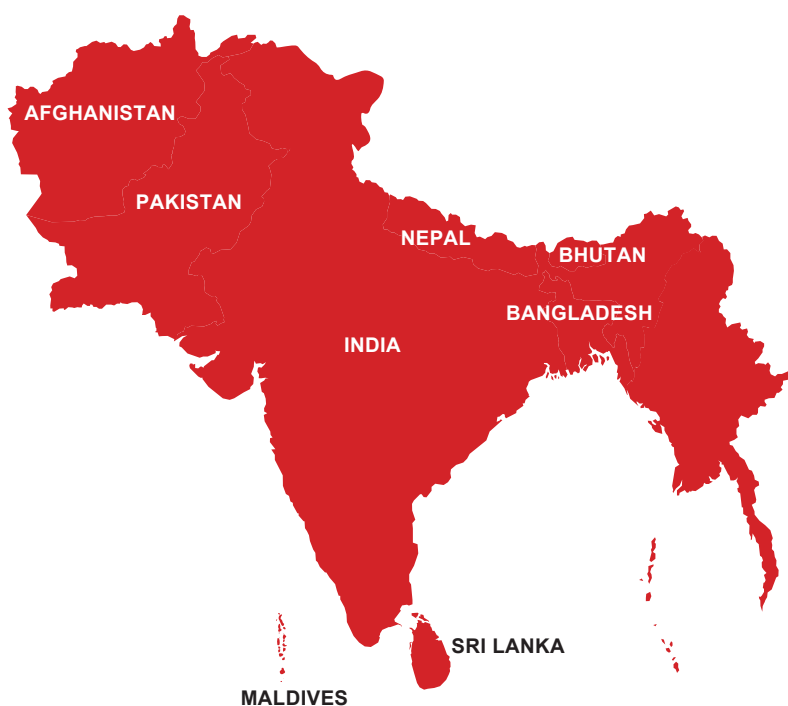 AFGHANISTAN
PAKISTAN
NEPAL
BHUTAN
BANGLADESH
INDIA
SRI LANKA
MALDIVES